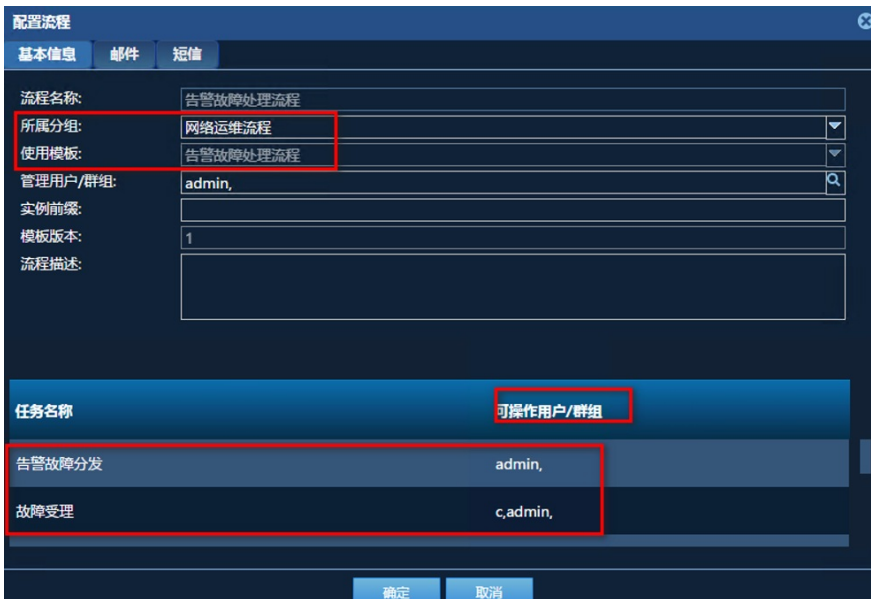 配置流程
基本信息 邮件 短信
流程名称: 告警故障处理流程
所属分组: 网络运维流程
使用模板: 告警故障处理流程
管理用户/群组: admin,
实例前缀:
模板版本: 1
流程描述:
任务名称 可操作用户/群组
告警故障分发 admin,
故障受理 c,admin,
确定 取消